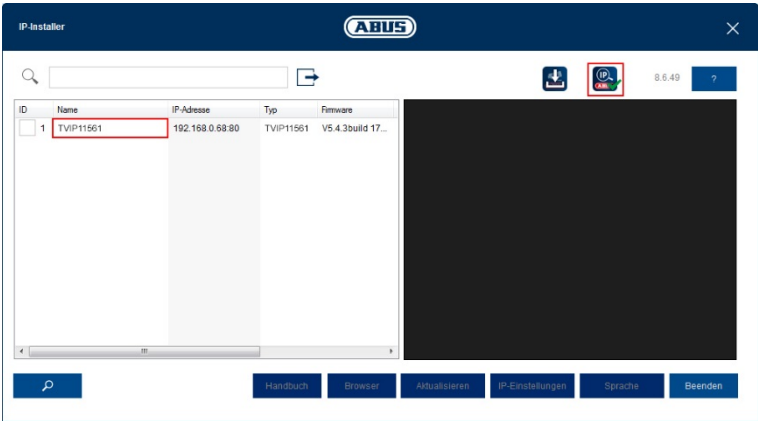 IP-Installer
ABUS
8.6.49
?
ID Name IP-Adresse Typ Firmware
1 TVIP11561 192.168.0.68:80 TVIP11561 V5.4.3build 17...
Handbuch Browser Aktualisieren IP-Einstellungen Sprache Beenden